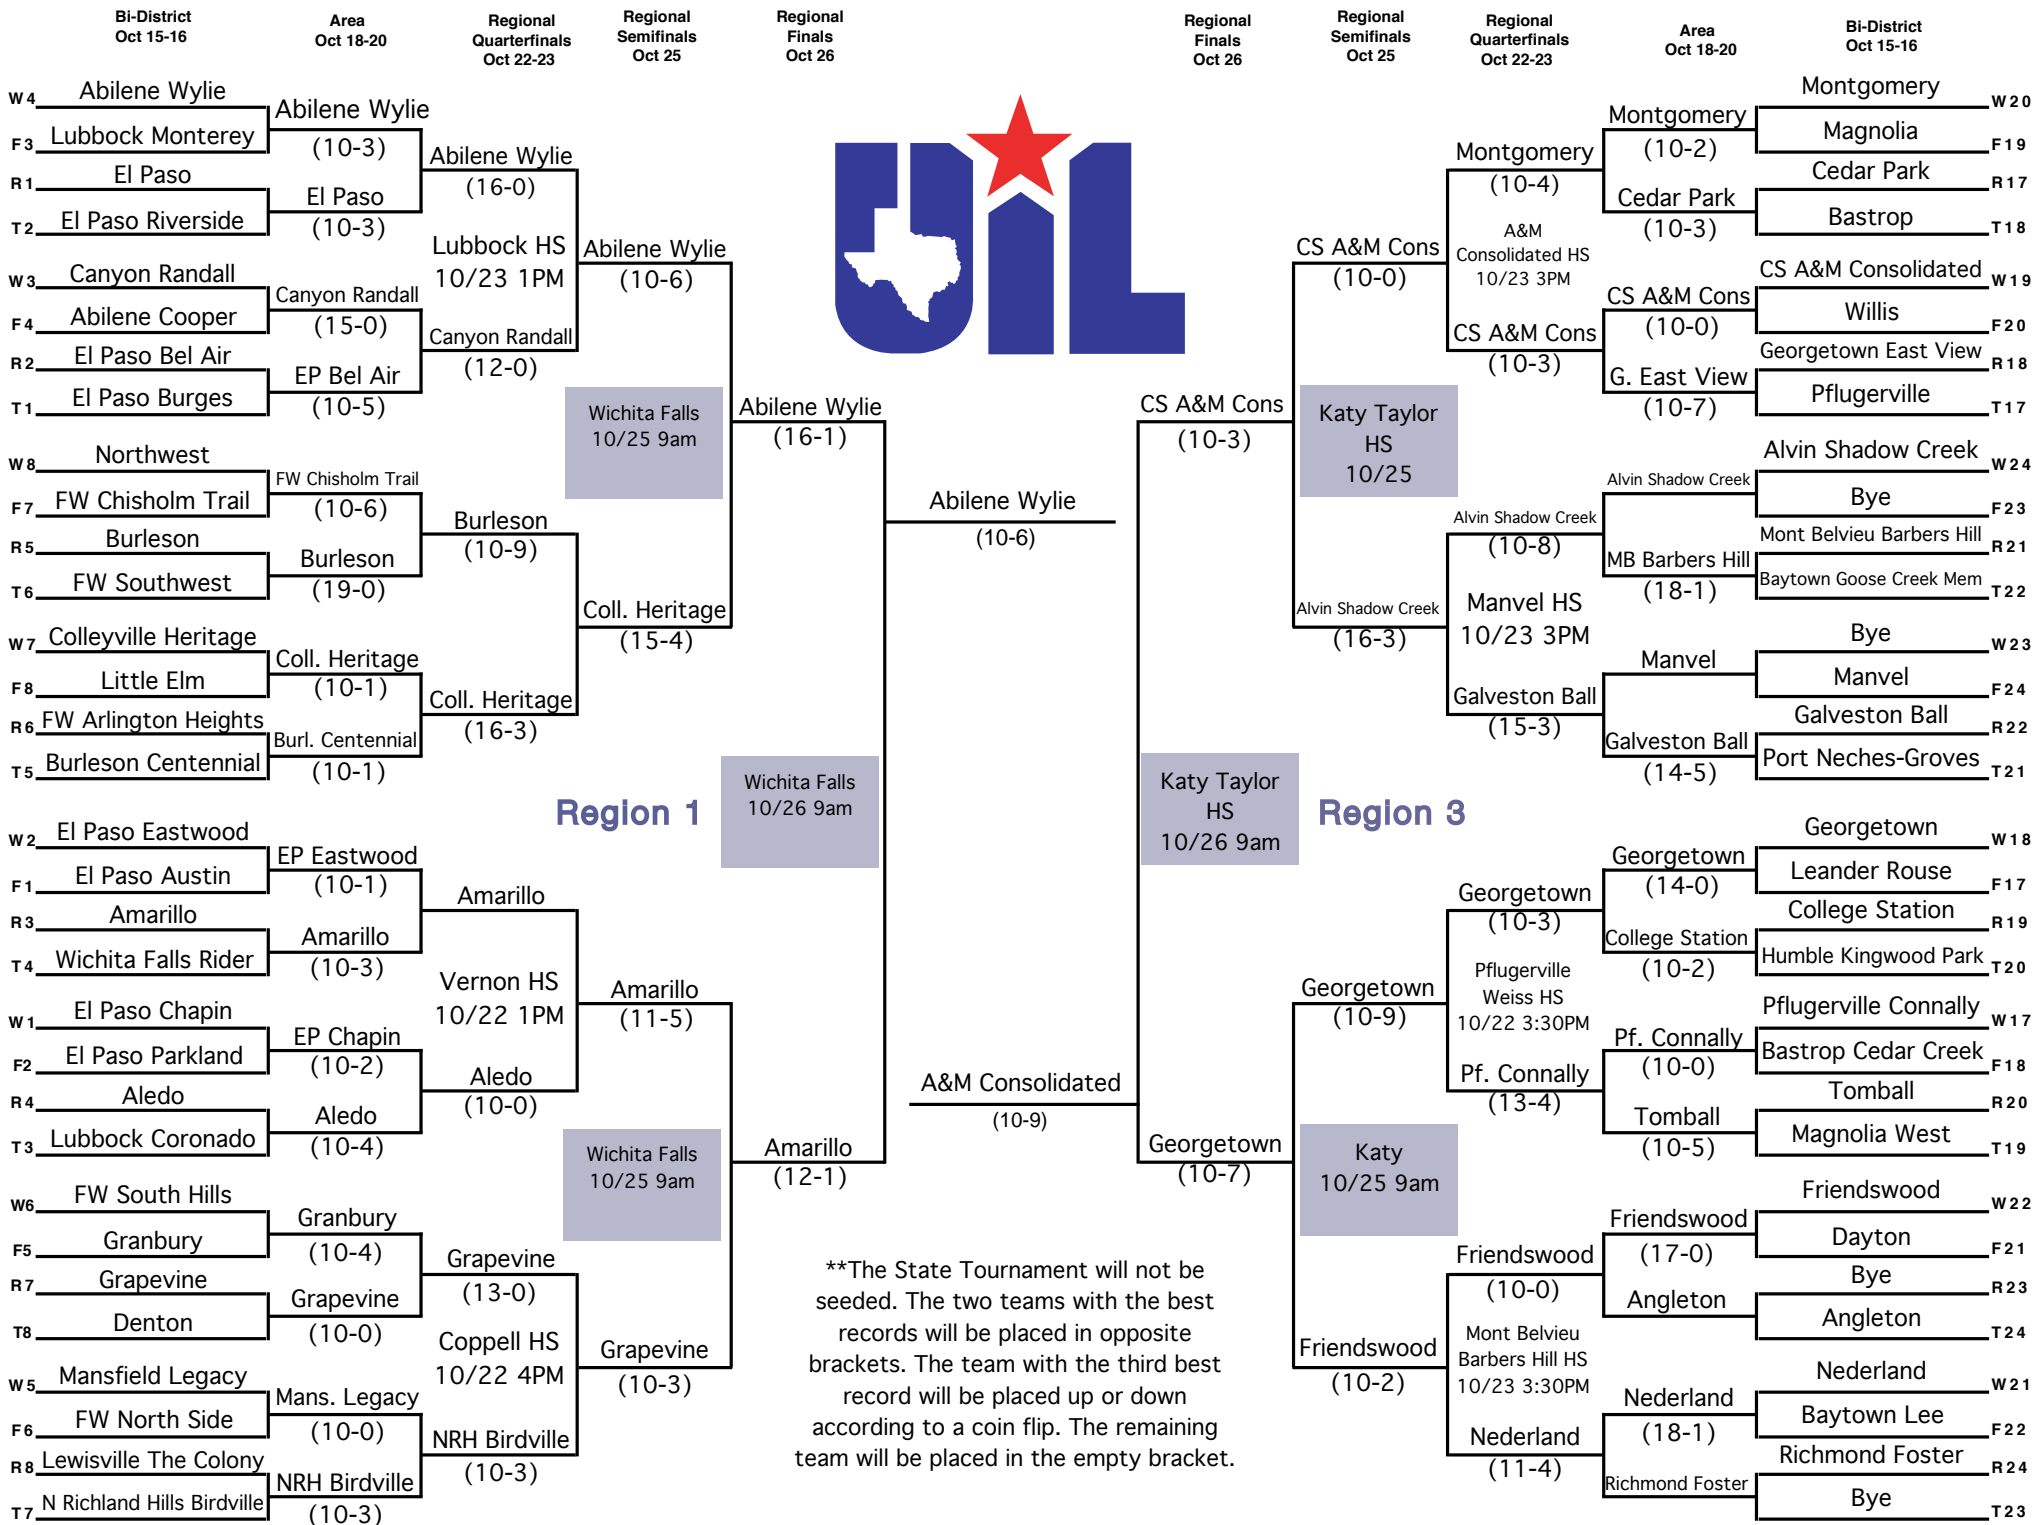 Bi-District
Oct 15-16
Area
Oct 18-20
Regional
Quarterfinals
Oct 22-23
Regional
Semifinals
Oct 25
Regional
Finals
Oct 26
Regional
Finals
Oct 26
Regional
Semifinals
Oct 25
Regional
Quarterfinals
Oct 22-23
Area
Oct 18-20
Bi-District
Oct 15-16
W4 Abilene Wylie
F3 Lubbock Monterey
R1 El Paso
T2 El Paso Riverside
W3 Canyon Randall
F4 Abilene Cooper
R2 El Paso Bel Air
T1 El Paso Burges
W8 Northwest
F7 FW Chisholm Trail
R5 Burleson
T6 FW Southwest
W7 Colleyville Heritage
F8 Little Elm
R6 FW Arlington Heights
T5 Burleson Centennial
W2 El Paso Eastwood
F1 El Paso Austin
R3 Amarillo
T4 Wichita Falls Rider
W1 El Paso Chapin
F2 El Paso Parkland
R4 Aledo
T3 Lubbock Coronado
W6 FW South Hills
F5 Granbury
R7 Grapevine
T8 Denton
W5 Mansfield Legacy
F6 FW North Side
R8 Lewisville The Colony
T7 N Richland Hills Birdville
Abilene Wylie
(10-3)
El Paso
(10-3)
Canyon Randall
(15-0)
EP Bel Air
(10-5)
FW Chisholm Trail
(10-6)
Burleson
(19-0)
Coll. Heritage
(10-1)
Burl. Centennial
(10-1)
EP Eastwood
(10-1)
Amarillo
(10-3)
EP Chapin
(10-2)
Aledo
(10-4)
Granbury
(10-4)
Grapevine
(10-0)
Mans. Legacy
(10-0)
NRH Birdville
(10-3)
Abilene Wylie
(16-0)
Lubbock HS
10/23 1PM
Canyon Randall
(12-0)
Burleson
(10-9)
Coll. Heritage
(16-3)
Amarillo
Vernon HS
10/22 1PM
Aledo
(10-0)
Grapevine
(13-0)
Coppell HS
10/22 4PM
NRH Birdville
(10-3)
Abilene Wylie
(10-6)
Wichita Falls
10/25 9am
Coll. Heritage
(15-4)
Region 1
Amarillo
(11-5)
Wichita Falls
10/25 9am
Grapevine
(10-3)
Abilene Wylie
(16-1)
Wichita Falls
10/26 9am
Amarillo
(12-1)
UIL
Abilene Wylie
(10-6)
A&M Consolidated
(10-9)
**The State Tournament will not be
seeded. The two teams with the best
records will be placed in opposite
brackets. The team with the third best
record will be placed up or down
according to a coin flip. The remaining
team will be placed in the empty bracket.
CS A&M Cons
(10-3)
Katy Taylor
HS
10/26 9am
Georgetown
(10-7)
CS A&M Cons
(10-0)
Katy Taylor
HS
10/25
Alvin Shadow Creek
(16-3)
Region 3
Georgetown
(10-9)
Katy
10/25 9am
Friendswood
(10-2)
Montgomery
(10-4)
A&M
Consolidated HS
10/23 3PM
CS A&M Cons
(10-3)
Alvin Shadow Creek
(10-8)
Manvel HS
10/23 3PM
Galveston Ball
(15-3)
Georgetown
(10-3)
Pflugerville
Weiss HS
10/22 3:30PM
Pf. Connally
(13-4)
Friendswood
(10-0)
Mont Belvieu
Barbers Hill HS
10/23 3:30PM
Nederland
(11-4)
Montgomery
(10-2)
Cedar Park
(10-3)
CS A&M Cons
(10-0)
G. East View
(10-7)
Alvin Shadow Creek
MB Barbers Hill
(18-1)
Manvel
Galveston Ball
(14-5)
Georgetown
(14-0)
College Station
(10-2)
Pf. Connally
(10-0)
Tomball
(10-5)
Friendswood
(17-0)
Angleton
Nederland
(18-1)
Richmond Foster
Montgomery W20
Magnolia F19
Cedar Park R17
Bastrop T18
CS A&M Consolidated W19
Willis F20
Georgetown East View R18
Pflugerville T17
Alvin Shadow Creek W24
Bye F23
Mont Belvieu Barbers Hill R21
Baytown Goose Creek Mem T22
Bye W23
Manvel F24
Galveston Ball R22
Port Neches-Groves T21
Georgetown W18
Leander Rouse F17
College Station R19
Humble Kingwood Park T20
Pflugerville Connally W17
Bastrop Cedar Creek F18
Tomball R20
Magnolia West T19
Friendswood W22
Dayton F21
Bye R23
Angleton T24
Nederland W21
Baytown Lee F22
Richmond Foster R24
Bye T23